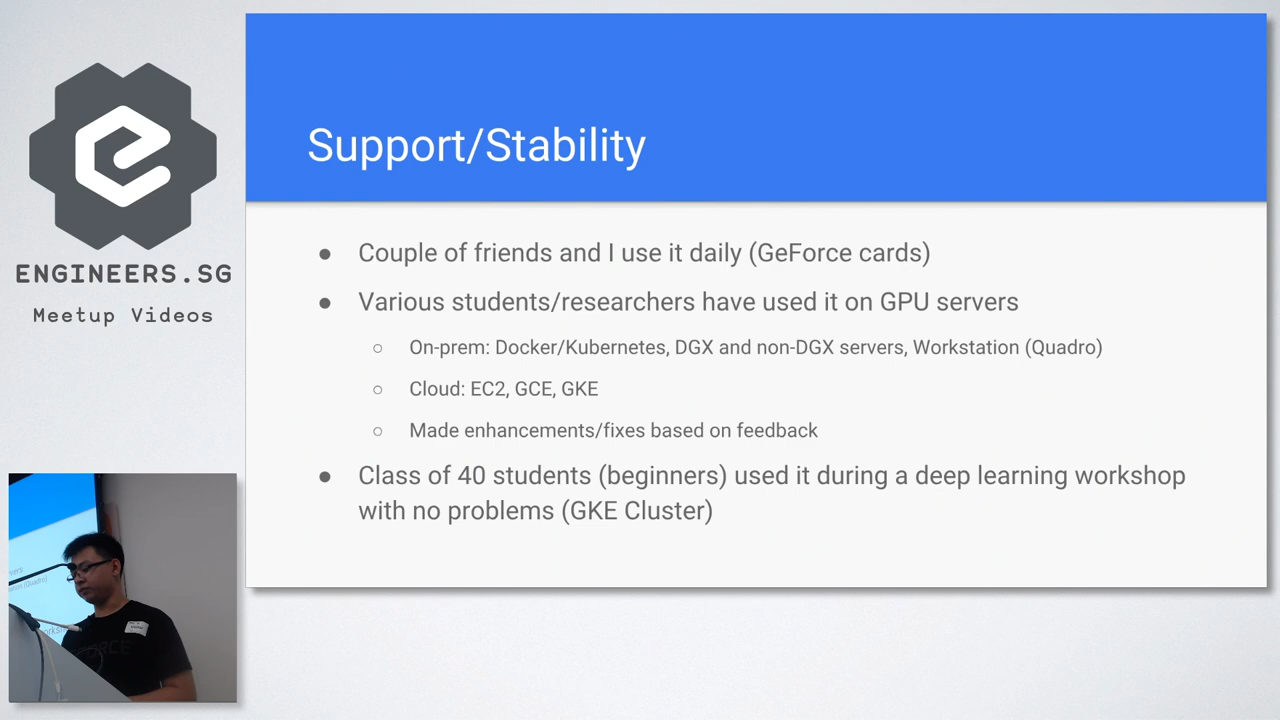 ENGINEERS.SG
Meetup Videos
Support/Stability
● Couple of friends and I use it daily (GeForce cards)
● Various students/researchers have used it on GPU servers
○ On-prem: Docker/Kubernetes, DGX and non-DGX servers, Workstation (Quadro)
○ Cloud: EC2, GCE, GKE
○ Made enhancements/fixes based on feedback
● Class of 40 students (beginners) used it during a deep learning workshop
with no problems (GKE Cluster)